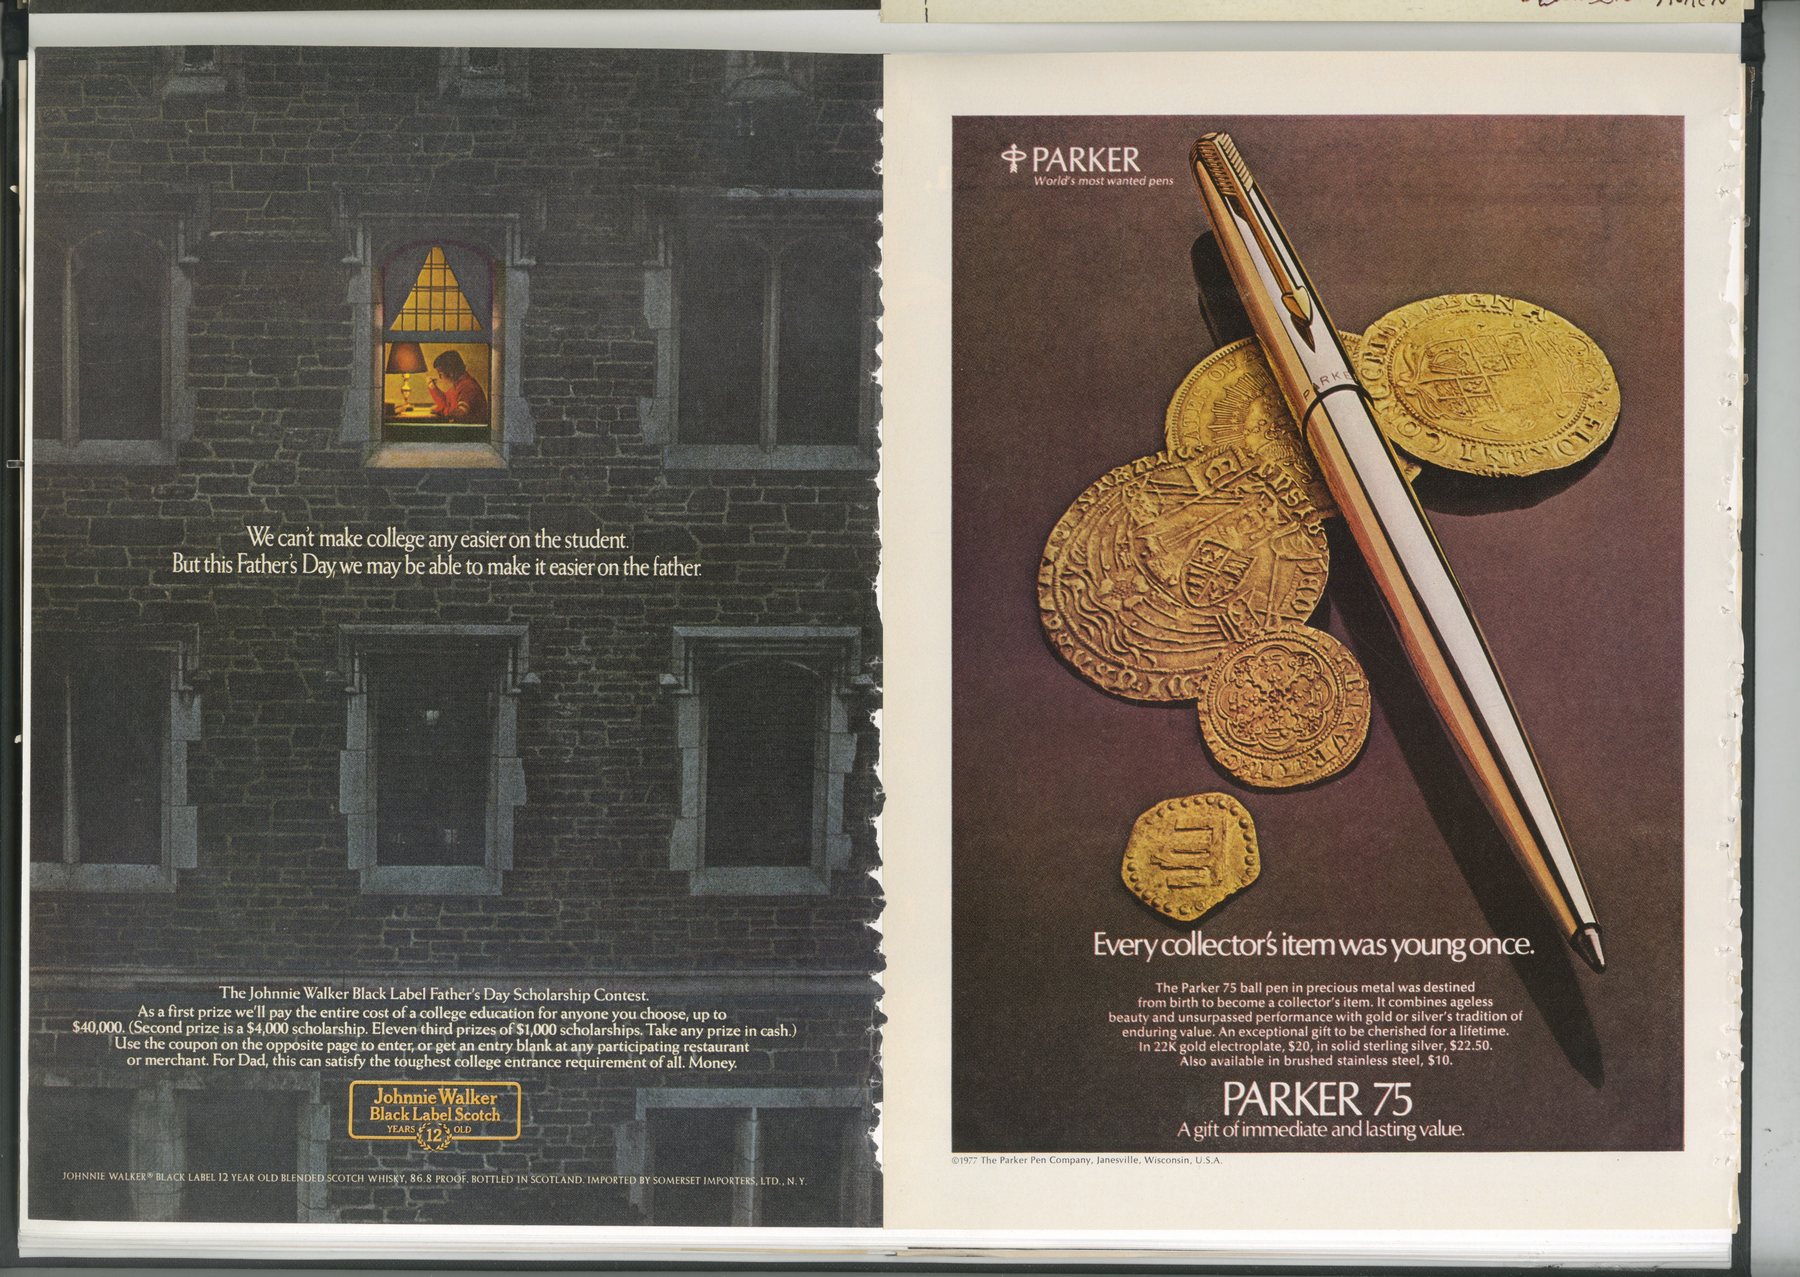 We can't make college any easier on the student.
But this Father's Day, we may be able to make it easier on the father.
The Johnnie Walker Black Label Father's Day Scholarship Contest.
As a first prize we'll pay the entire cost of a college education for anyone you choose, up to
$40,000. (Second prize is a $4,000 scholarship. Eleven third prizes of $1,000 scholarships. Take any prize in cash.)
Use the coupon on the opposite page to enter, or get an entry blank at any participating restaurant
or merchant. For Dad, this can satisfy the toughest college entrance requirement of all. Money.
Johnnie Walker
Black Label Scotch
YEARS 12 OLD
JOHNNIE WALKER® BLACK LABEL 12 YEAR OLD BLENDED SCOTCH WHISKY, 86.8 PROOF. BOTTLED IN SCOTLAND. IMPORTED BY SOMERSET IMPORTERS, LTD., N.Y.
PARKER
World's most wanted pens
PARKER
Every collector's item was young once.
The Parker 75 ball pen in precious metal was destined
from birth to become a collector's item. It combines ageless
beauty and unsurpassed performance with gold or silver's tradition of
enduring value. An exceptional gift to be cherished for a lifetime.
In 22K gold electroplate, $20, in solid sterling silver, $22.50.
Also available in brushed stainless steel, $10.
PARKER 75
A gift of immediate and lasting value.
©1977 The Parker Pen Company, Janesville, Wisconsin, U.S.A.